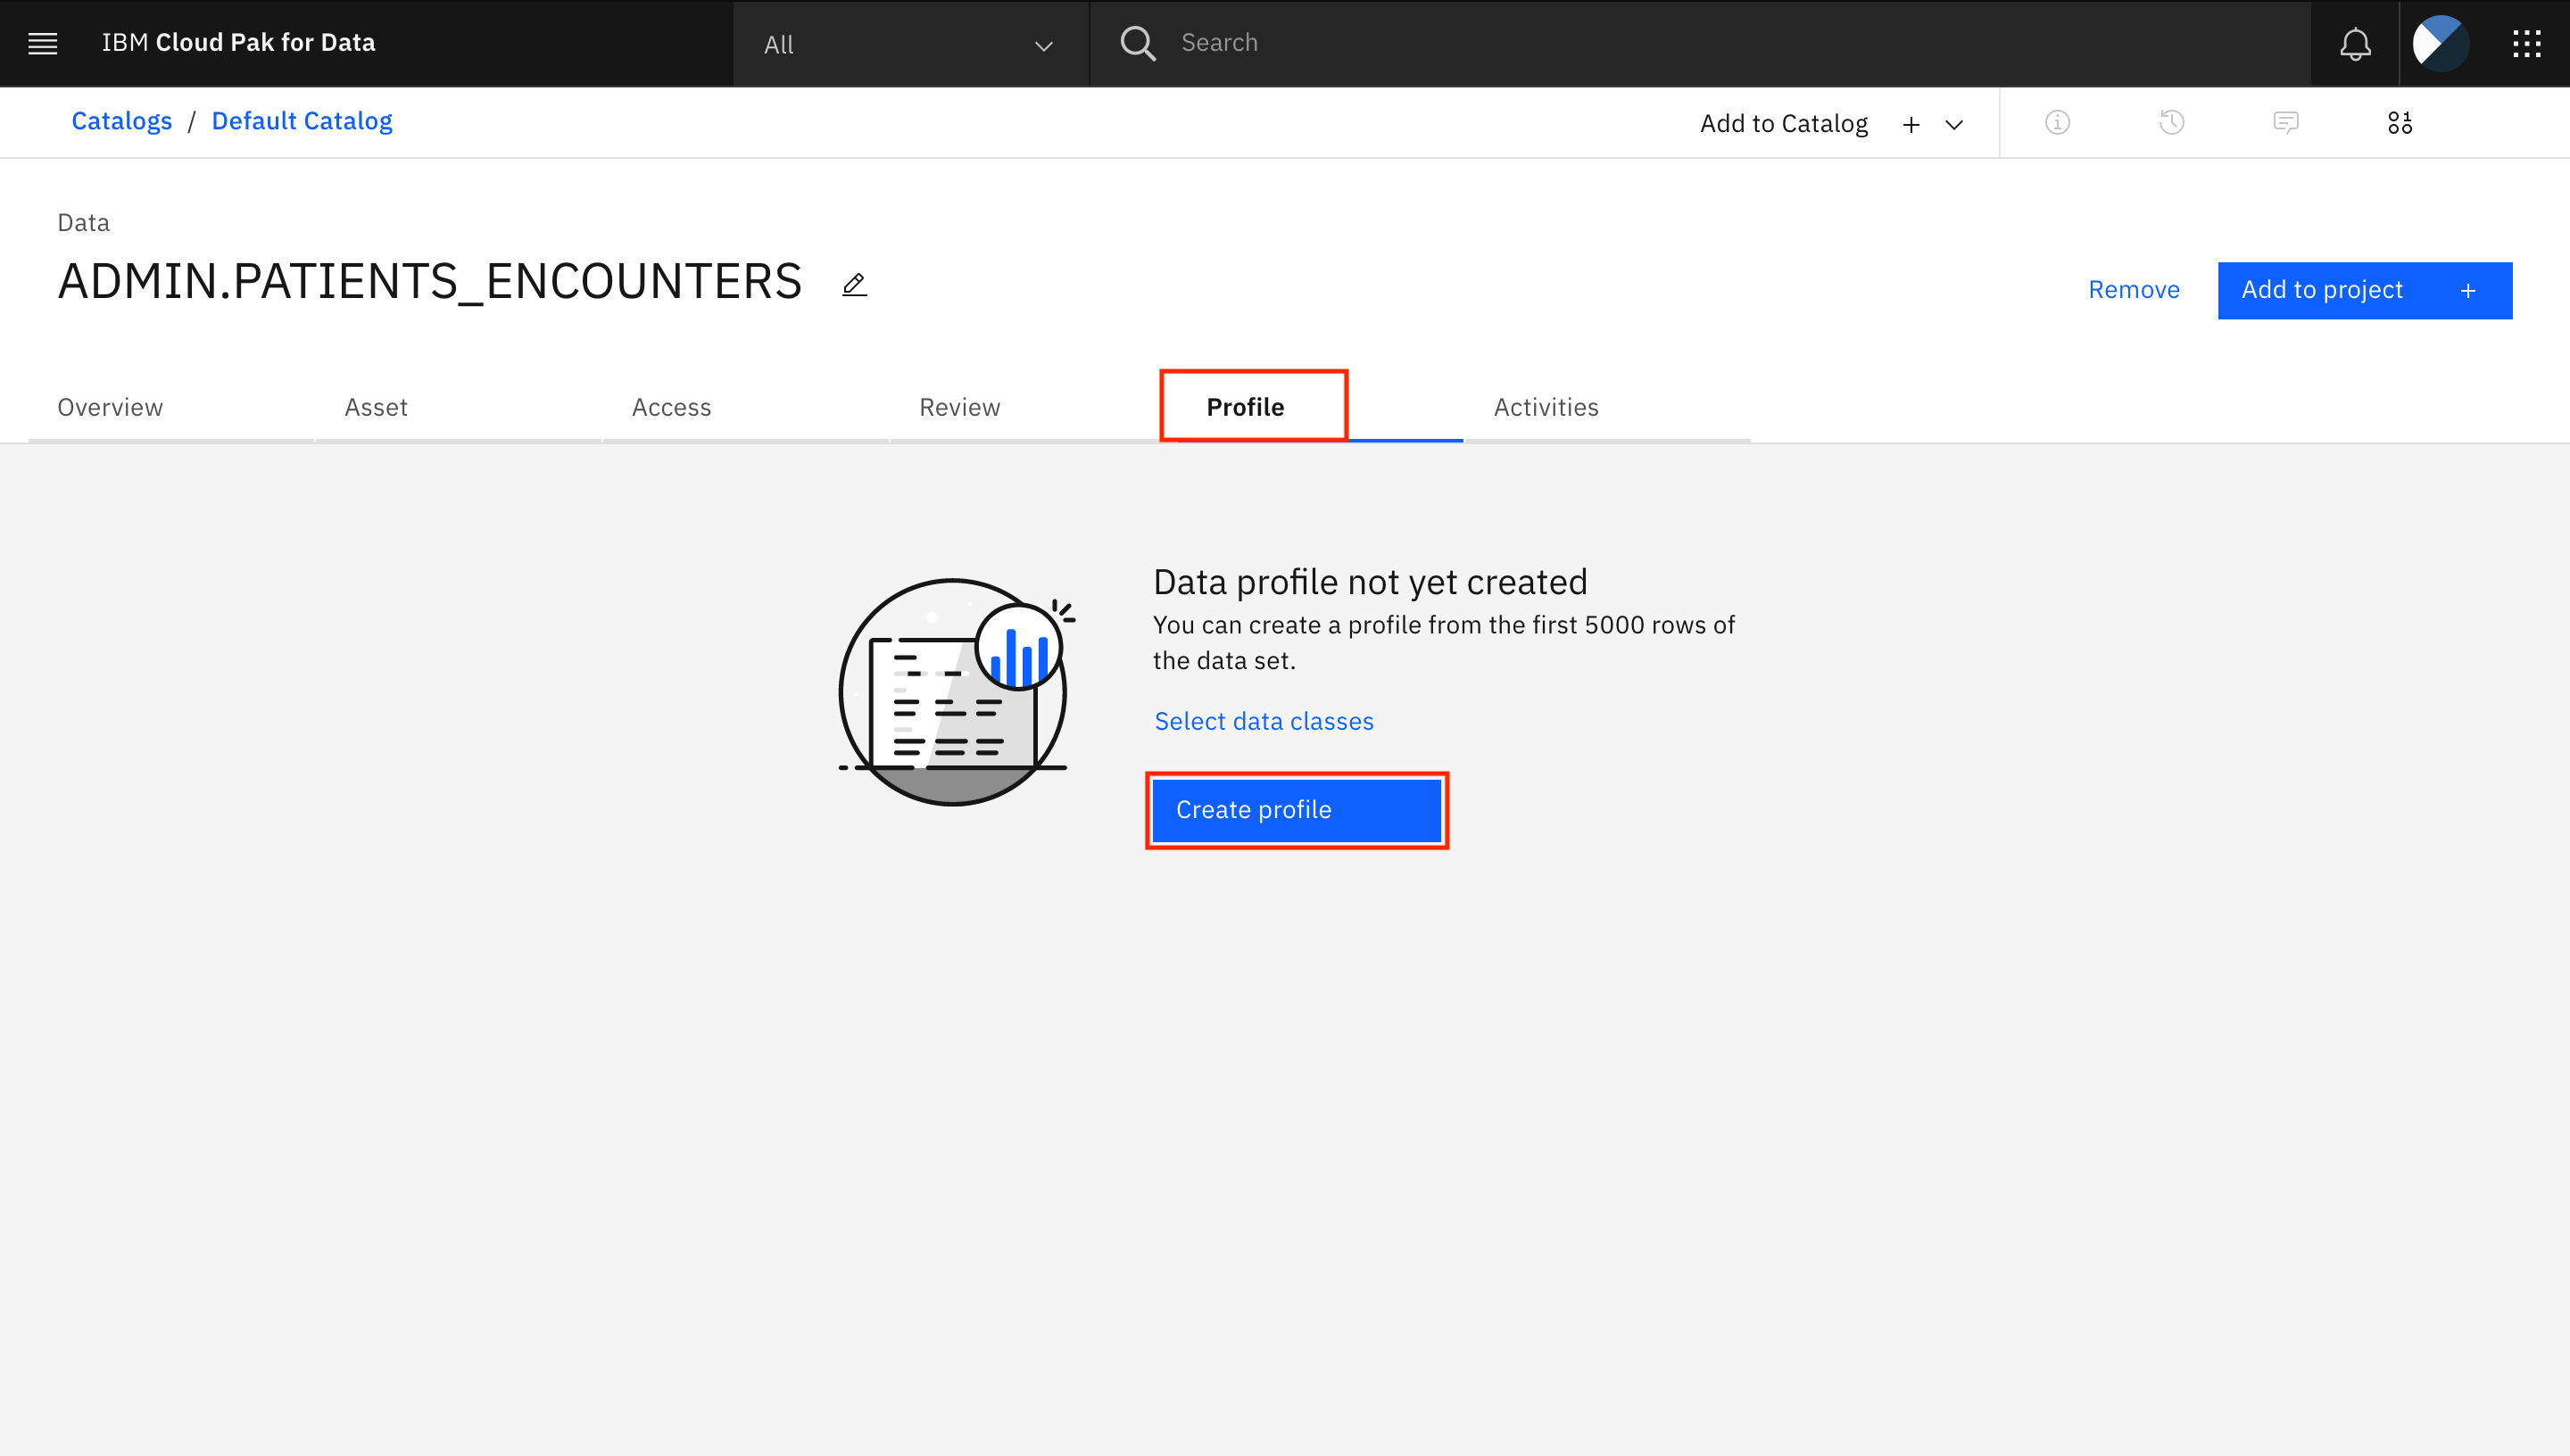 IBM Cloud Pak for Data
All
Search
Catalogs / Default Catalog
Add to Catalog +
Data
ADMIN.PATIENTS_ENCOUNTERS
Remove
Add to project +
Overview
Asset
Access
Review
Profile
Activities
Data profile not yet created
You can create a profile from the first 5000 rows of
the data set.
Select data classes
Create profile